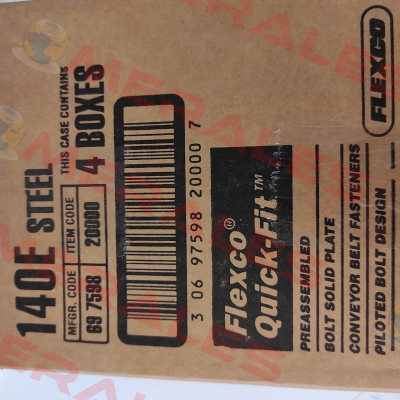 140E STEEL
THIS CASE CONTAINS
4 BOXES
MFGR. CODE
ITEM CODE
69 7598
20000
3 06 97598 20000 7
Flexco®
Quick-Fit™
PREASSEMBLED
BOLT SOLID PLATE
CONVEYOR BELT FASTENERS
PILOTED BOLT DESIGN
FLEXCO
MERALES